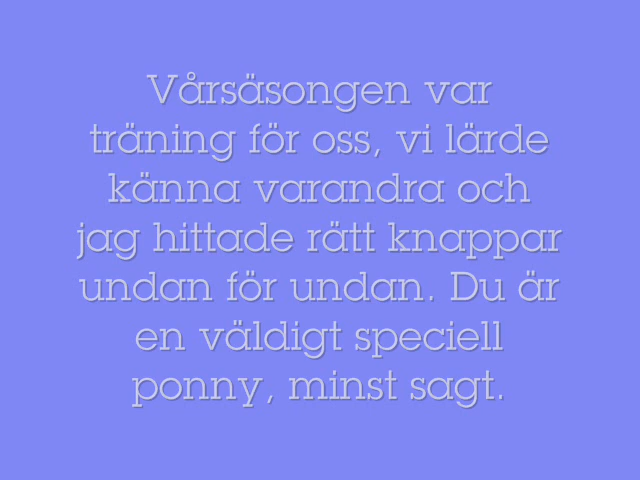 Vårsäsongen var
träning för oss, vi lärde
känna varandra och
jag hittade rätt knappar
undan för undan. Du är
en väldigt speciell
ponny, minst sagt.